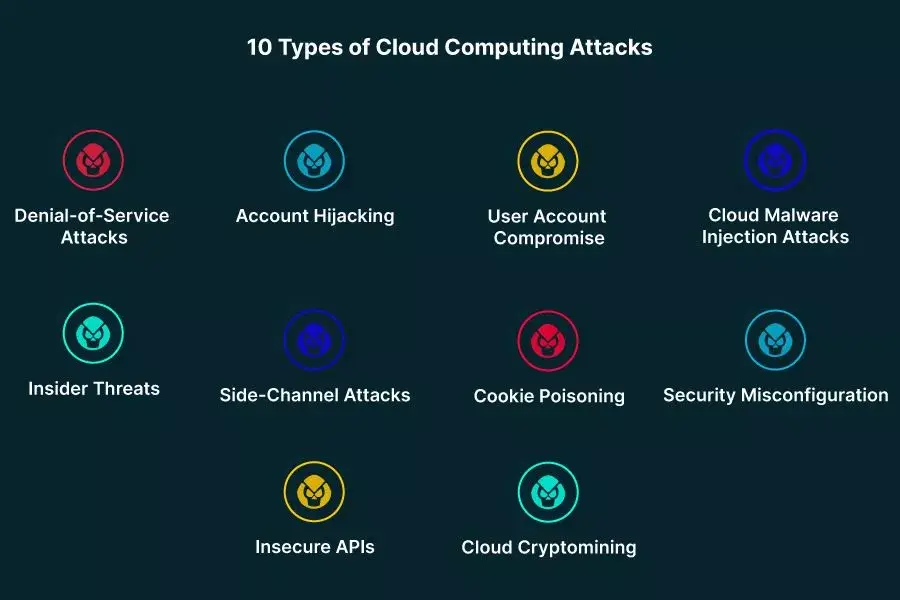 10 Types of Cloud Computing Attacks
Denial-of-Service
Attacks
Account Hijacking
User Account
Compromise
Cloud Malware
Injection Attacks
Insider Threats
Side-Channel Attacks
Cookie Poisoning
Security Misconfiguration
Insecure APIs
Cloud Cryptomining